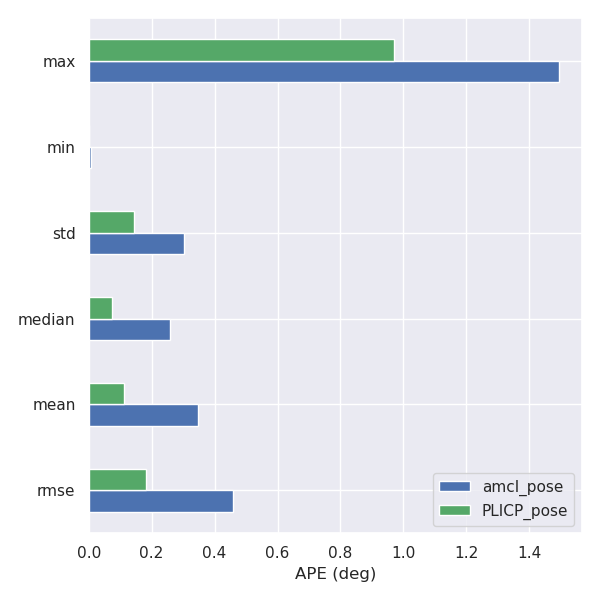 max
min
std
median
mean
rmse
amcl_pose
PLICP_pose
0.0 0.2 0.4 0.6 0.8 1.0 1.2 1.4
APE (deg)